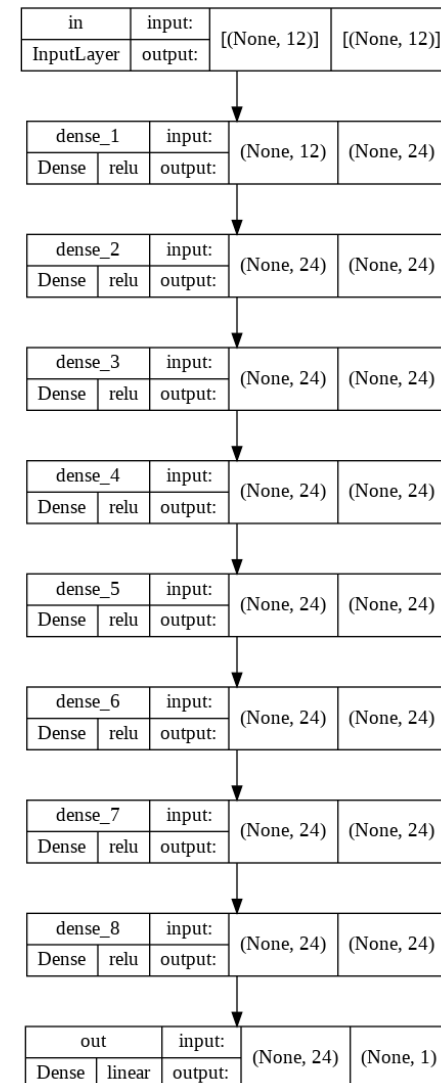 in input: [(None, 12)] [(None, 12)]
InputLayer output:
dense_1 input: (None, 12) (None, 24)
Dense relu output:
dense_2 input: (None, 24) (None, 24)
Dense relu output:
dense_3 input: (None, 24) (None, 24)
Dense relu output:
dense_4 input: (None, 24) (None, 24)
Dense relu output:
dense_5 input: (None, 24) (None, 24)
Dense relu output:
dense_6 input: (None, 24) (None, 24)
Dense relu output:
dense_7 input: (None, 24) (None, 24)
Dense relu output:
dense_8 input: (None, 24) (None, 24)
Dense relu output:
out input: (None, 24) (None, 1)
Dense linear output: